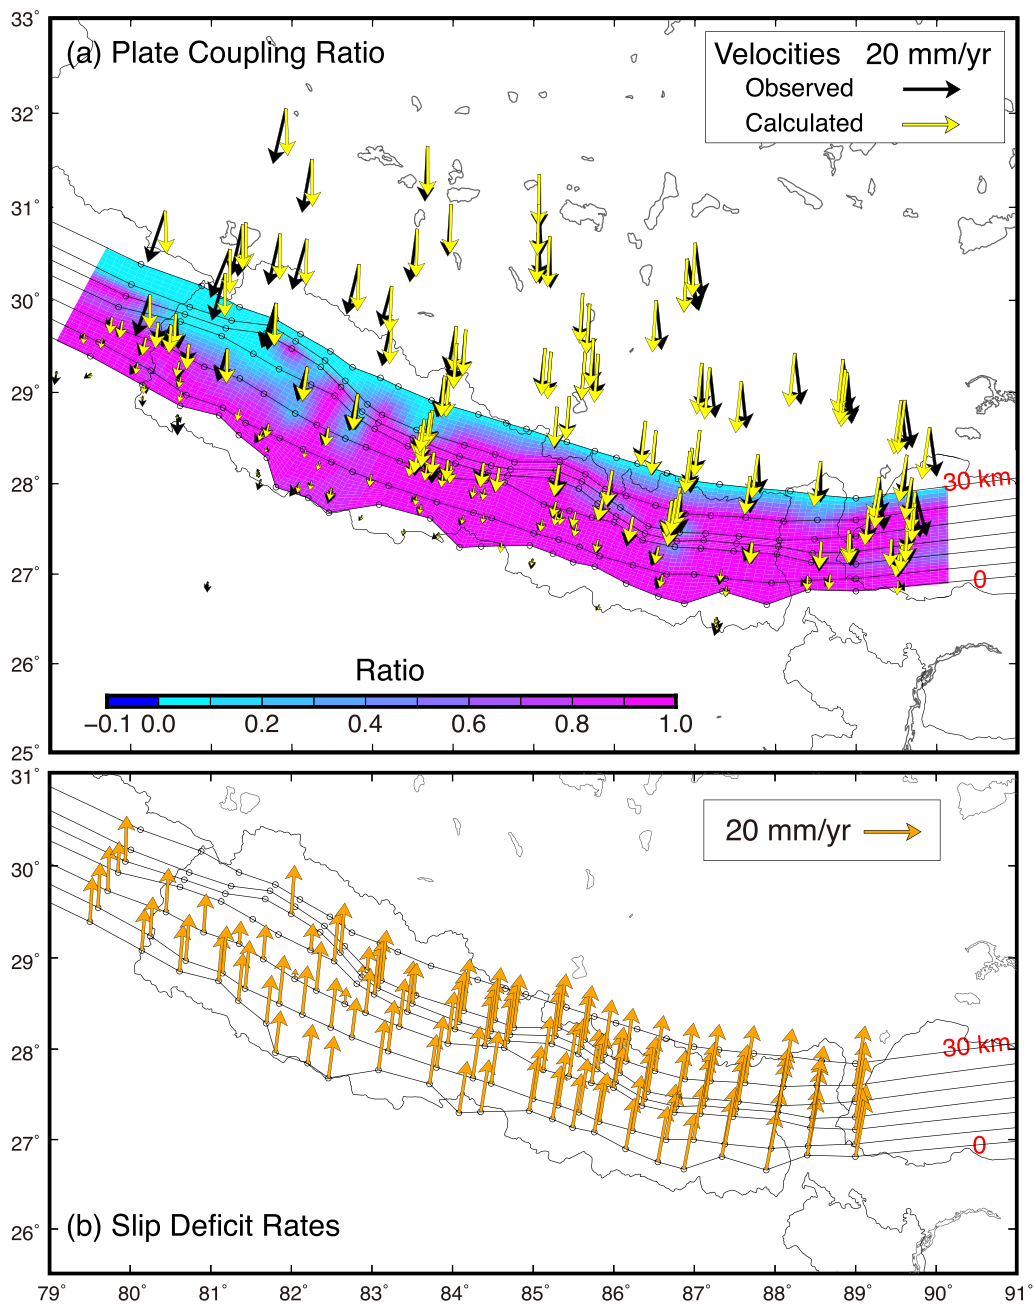 33°
(a) Plate Coupling Ratio
Velocities 20 mm/yr
Observed
Calculated
32°
31°
30°
29°
28°
30 km
27°
0
26°
Ratio
−0.1 0.0 0.2 0.4 0.6 0.8 1.0
25°
31°
20 mm/yr
30°
29°
28°
30 km
27°
0
26°
(b) Slip Deficit Rates
79° 80° 81° 82° 83° 84° 85° 86° 87° 88° 89° 90° 91°